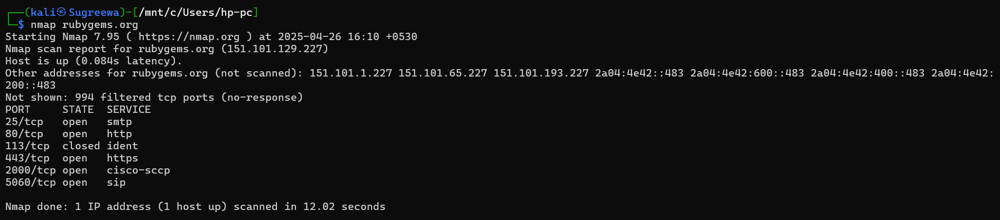 ┌──(kali㉿Sugreewa)-[/mnt/c/Users/hp-pc]
└─$ nmap rubygems.org
Starting Nmap 7.95 ( https://nmap.org ) at 2025-04-26 16:10 +0530
Nmap scan report for rubygems.org (151.101.129.227)
Host is up (0.084s latency).
Other addresses for rubygems.org (not scanned): 151.101.1.227 151.101.65.227 151.101.193.227 2a04:4e42::483 2a04:4e42:600::483 2a04:4e42:400::483 2a04:4e42:
200::483
Not shown: 994 filtered tcp ports (no-response)
PORT     STATE  SERVICE
25/tcp   open   smtp
80/tcp   open   http
113/tcp  closed ident
443/tcp  open   https
2000/tcp open   cisco-sccp
5060/tcp open   sip
Nmap done: 1 IP address (1 host up) scanned in 12.02 seconds